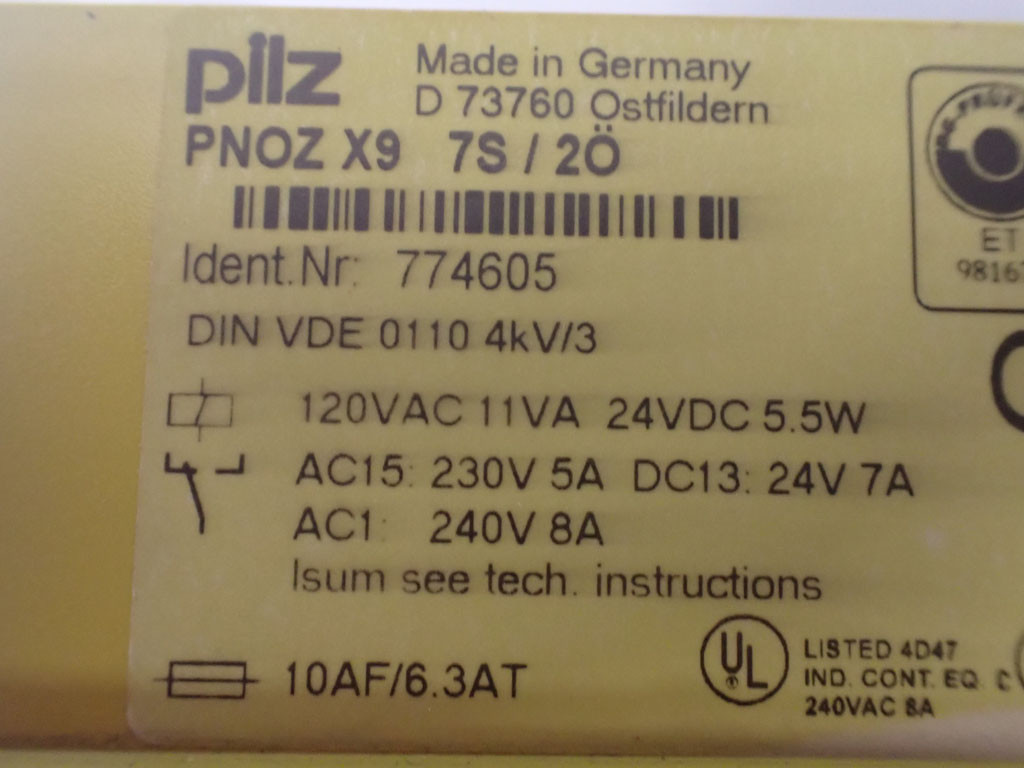 pilz
Made in Germany
D 73760 Ostfildern
PNOZ X9 7S / 2Ö
Ident.Nr: 774605
DIN VDE 0110 4kV/3
120VAC 11VA 24VDC 5.5W
AC15: 230V 5A DC13: 24V 7A
AC1: 240V 8A
Isum see tech. instructions
10AF/6.3AT
UL
LISTED 4D47
IND. CONT. EQ.
240VAC 8A
ET